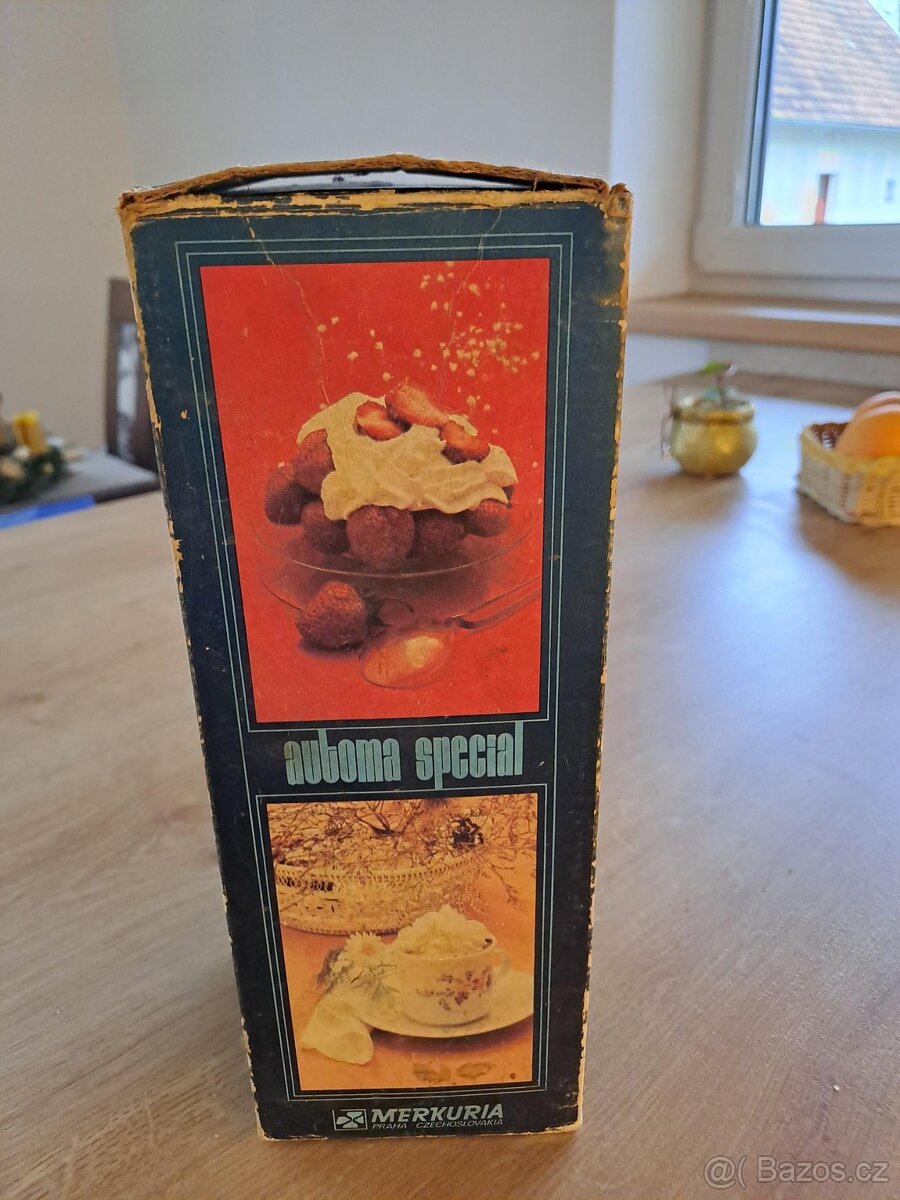 automa special
MERKURIA
PRAHA CZECHOSLOVAKIA
@( Bazos.cz